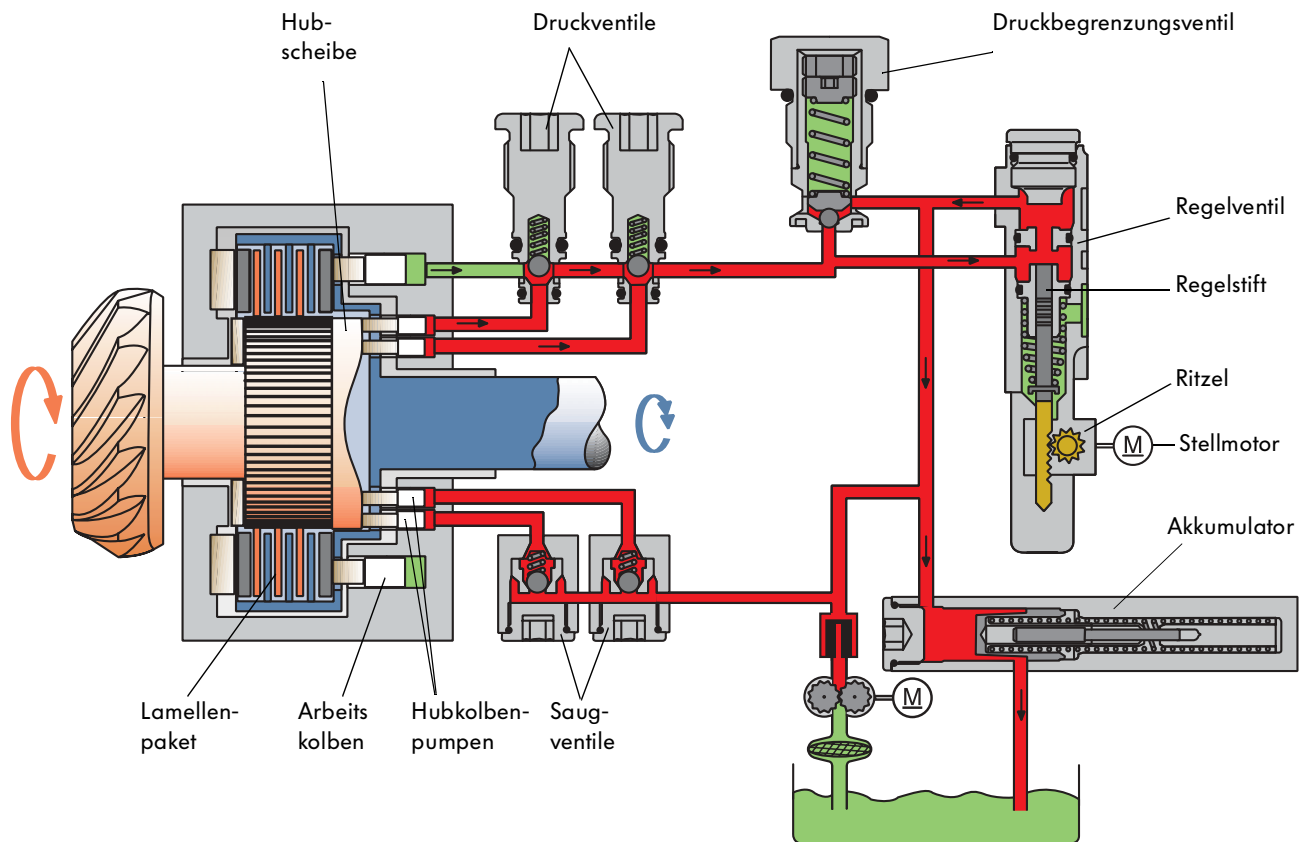 Hub-
scheibe
Druckventile
Druckbegrenzungsventil
Regelventil
Regelstift
Ritzel
M
Stellmotor
Akkumulator
M
Lamellen-
paket
Arbeits
kolben
Hubkolben-
pumpen
Saug-
ventile